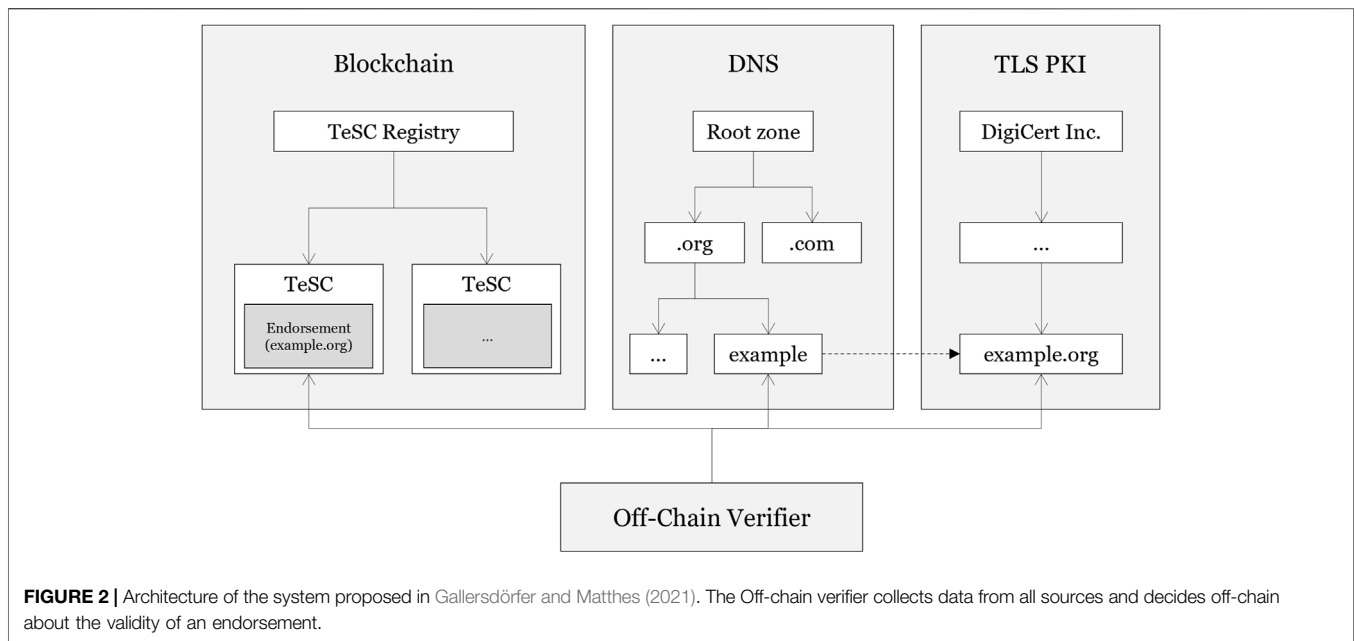 Blockchain
DNS
TLS PKI
TeSC Registry
Root zone
DigiCert Inc.
.org
.com
...
TeSC
TeSC
Endorsement
(example.org)
...
...
example
example.org
Off-Chain Verifier
FIGURE 2 | Architecture of the system proposed in Gallersdörfer and Matthes (2021). The Off-chain verifier collects data from all sources and decides off-chain
about the validity of an endorsement.